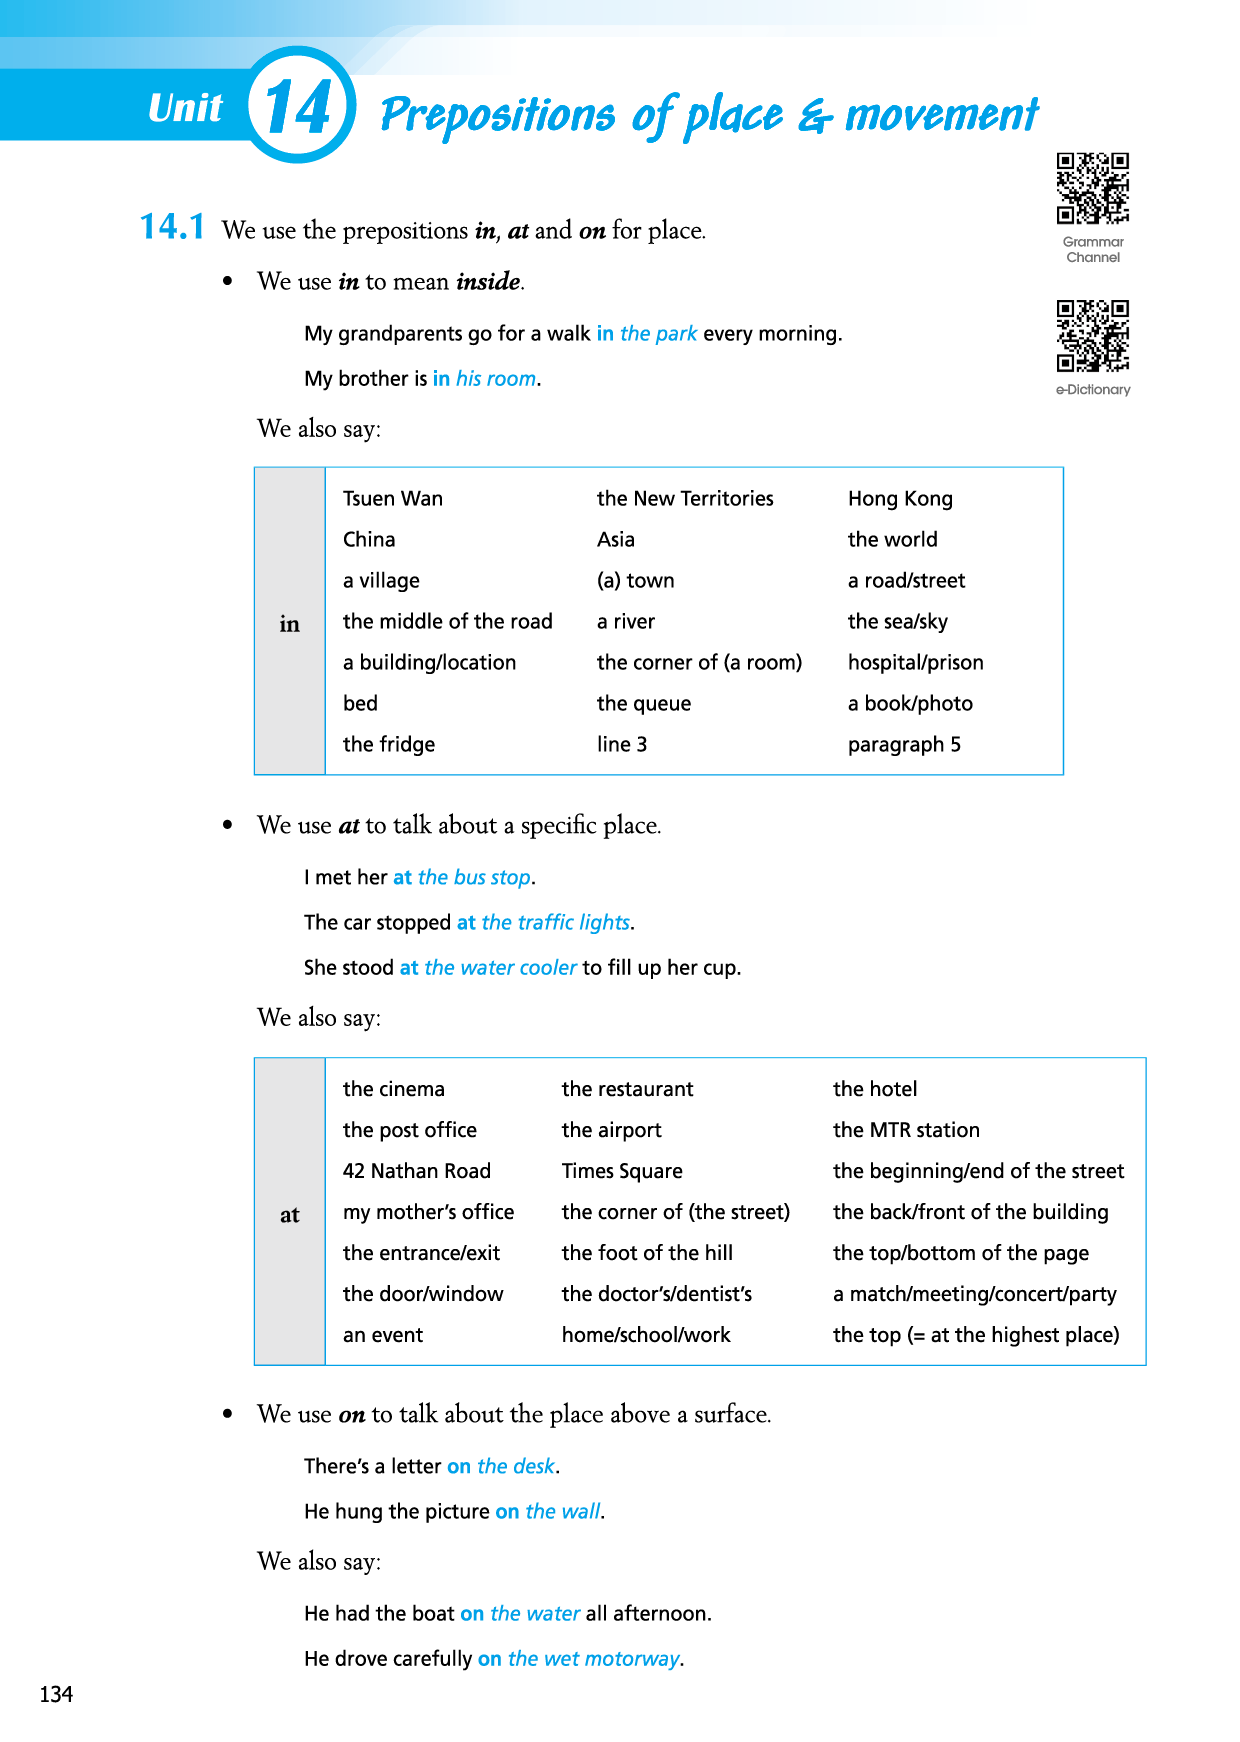 Unit 14 Prepositions of place & movement
Grammar
Channel
14.1 We use the prepositions in, at and on for place.
• We use in to mean inside.
My grandparents go for a walk in the park every morning.
My brother is in his room.
e-Dictionary
We also say:
in
Tsuen Wan the New Territories Hong Kong
China Asia the world
a village (a) town a road/street
the middle of the road a river the sea/sky
a building/location the corner of (a room) hospital/prison
bed the queue a book/photo
the fridge line 3 paragraph 5
• We use at to talk about a specific place.
I met her at the bus stop.
The car stopped at the traffic lights.
She stood at the water cooler to fill up her cup.
We also say:
at
the cinema the restaurant the hotel
the post office the airport the MTR station
42 Nathan Road Times Square the beginning/end of the street
my mother's office the corner of (the street) the back/front of the building
the entrance/exit the foot of the hill the top/bottom of the page
the door/window the doctor's/dentist's a match/meeting/concert/party
an event home/school/work the top (= at the highest place)
• We use on to talk about the place above a surface.
There's a letter on the desk.
He hung the picture on the wall.
We also say:
He had the boat on the water all afternoon.
He drove carefully on the wet motorway.
134